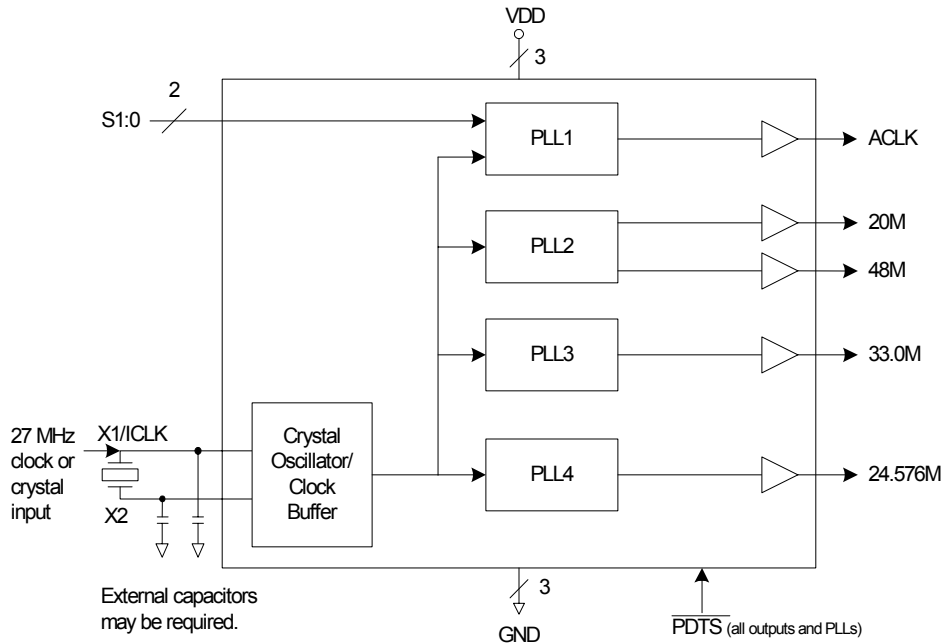 VDD
3
2
S1:0
PLL1
ACLK
20M
PLL2
48M
PLL3
33.0M
27 MHz
clock or
crystal
input
X1/ICLK
X2
Crystal
Oscillator/
Clock
Buffer
PLL4
24.576M
External capacitors
may be required.
3
GND
PDTS (all outputs and PLLs)